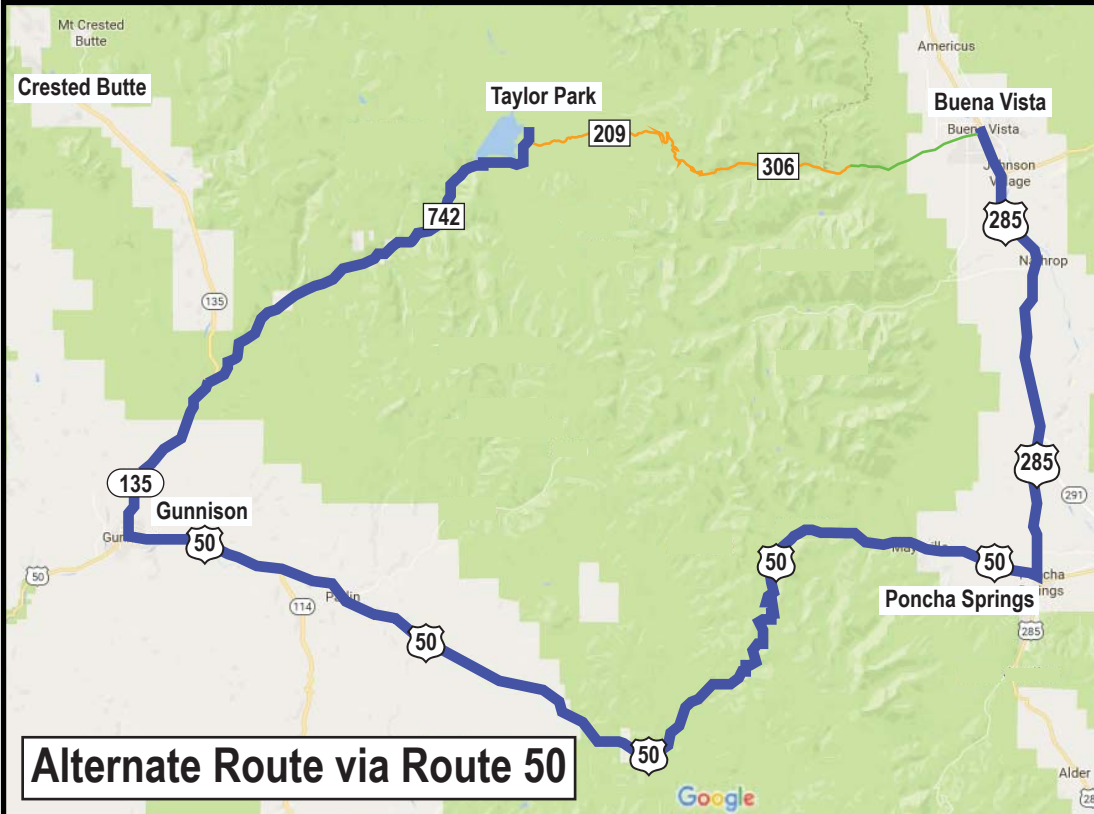 Mt Crested
Butte
Americus
Crested Butte
Taylor Park
Buena Vista
Buena Vista
209
306
Johnson
Village
742
285
Nathrop
135
285
135
291
Gunnison
50
50
50
50
114
Parlin
50
Poncha Springs
285
50
Alder
Alternate Route via Route 50
Google